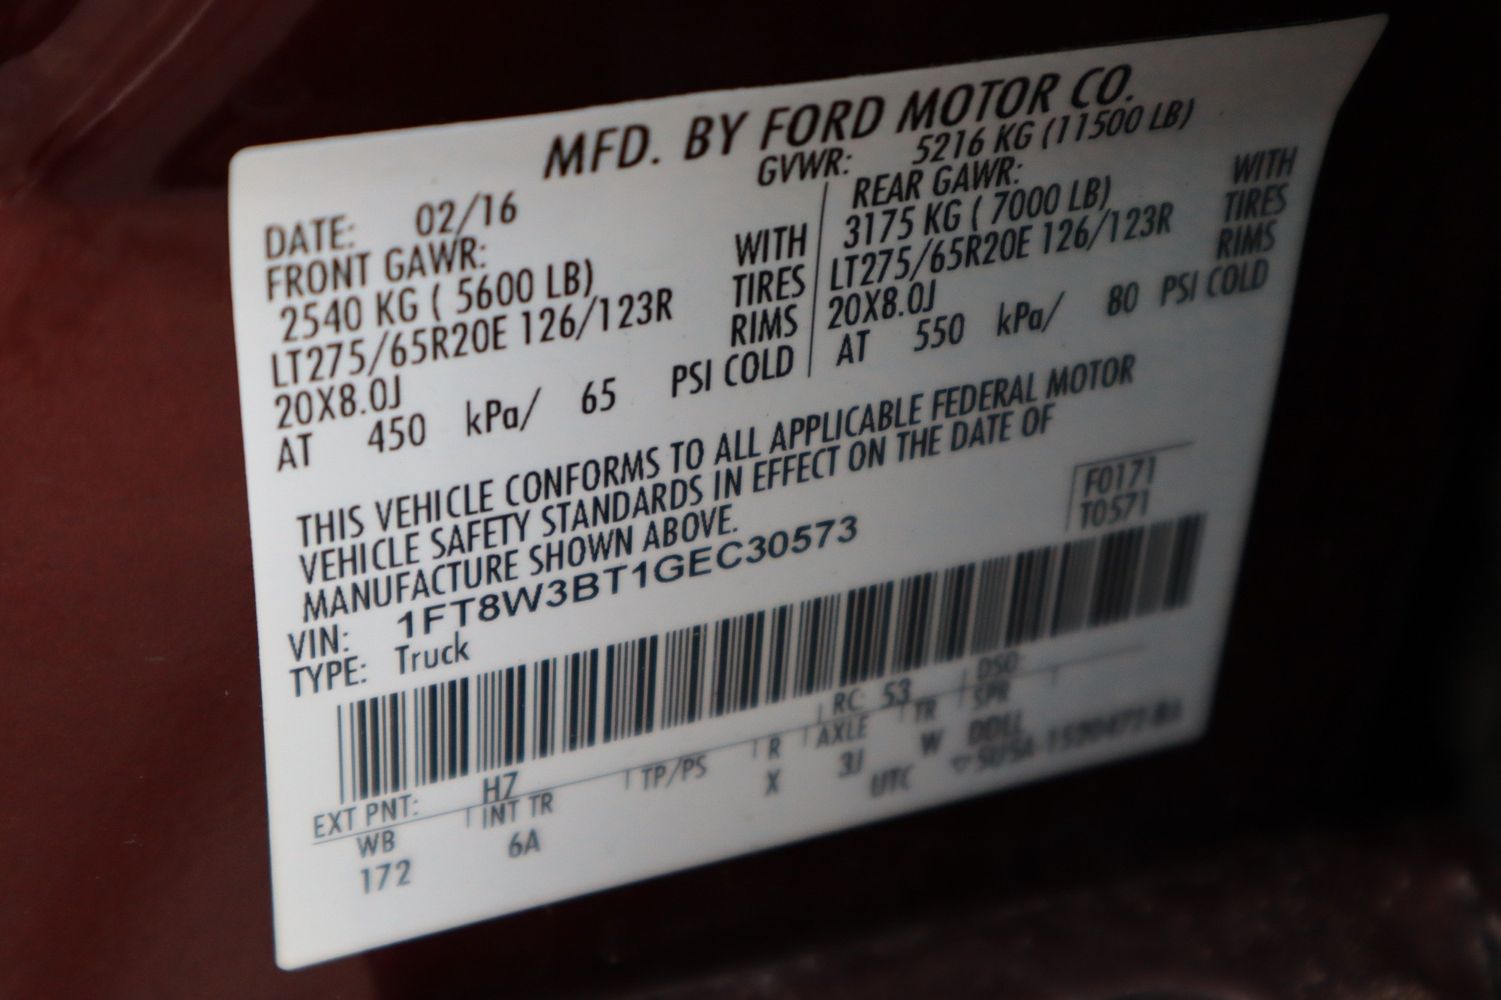 MFD. BY FORD MOTOR CO.
DATE: 02/16 GVWR: 5216 KG (11500 LB)
FRONT GAWR:
2540 KG ( 5600 LB) WITH
LT275/65R20E 126/123R TIRES
20X8.0J RIMS
AT 450 kPa/ 65 PSI COLD
REAR GAWR:
3175 KG ( 7000 LB) WITH
LT275/65R20E 126/123R TIRES
20X8.0J RIMS
AT 550 kPa/ 80 PSI COLD
THIS VEHICLE CONFORMS TO ALL APPLICABLE FEDERAL MOTOR
VEHICLE SAFETY STANDARDS IN EFFECT ON THE DATE OF
MANUFACTURE SHOWN ABOVE.
F0171
T0571
VIN: 1FT8W3BT1GEC30573
TYPE: Truck
EXT PNT: HZ RC: 53 DSO:
WB INT TR TP/PS R AXLE TR SPR
172 6A X 3J W DDLL
UTC